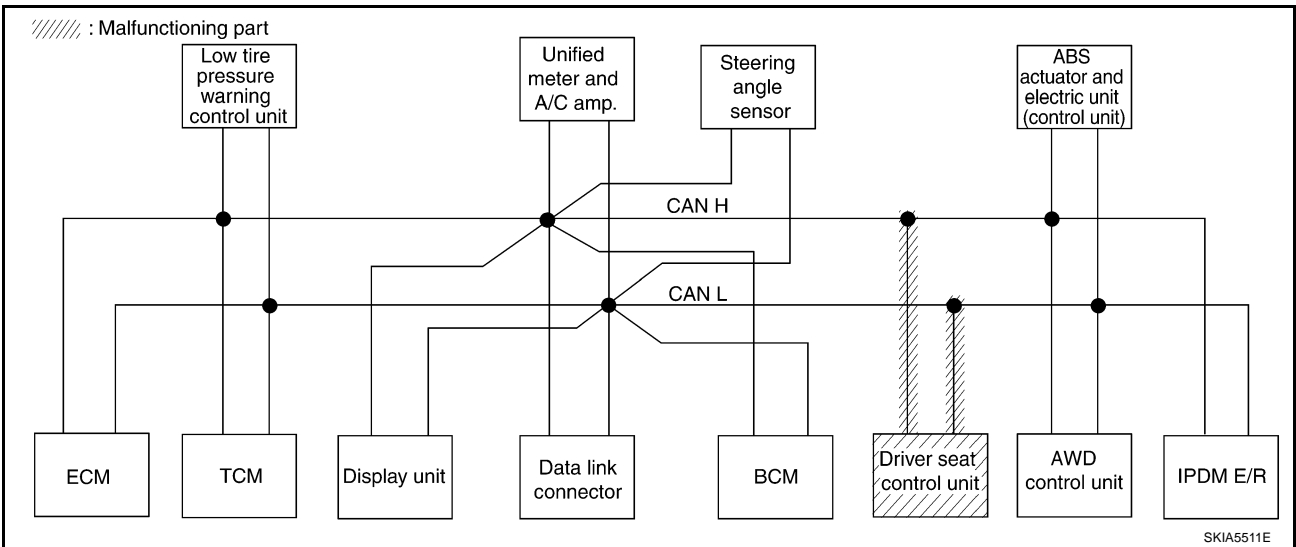 : Malfunctioning part
Low tire
pressure
warning
control unit
Unified
meter and
A/C amp.
Steering
angle
sensor
ABS
actuator and
electric unit
(control unit)
CAN H
CAN L
ECM
TCM
Display unit
Data link
connector
BCM
Driver seat
control unit
AWD
control unit
IPDM E/R
SKIA5511E